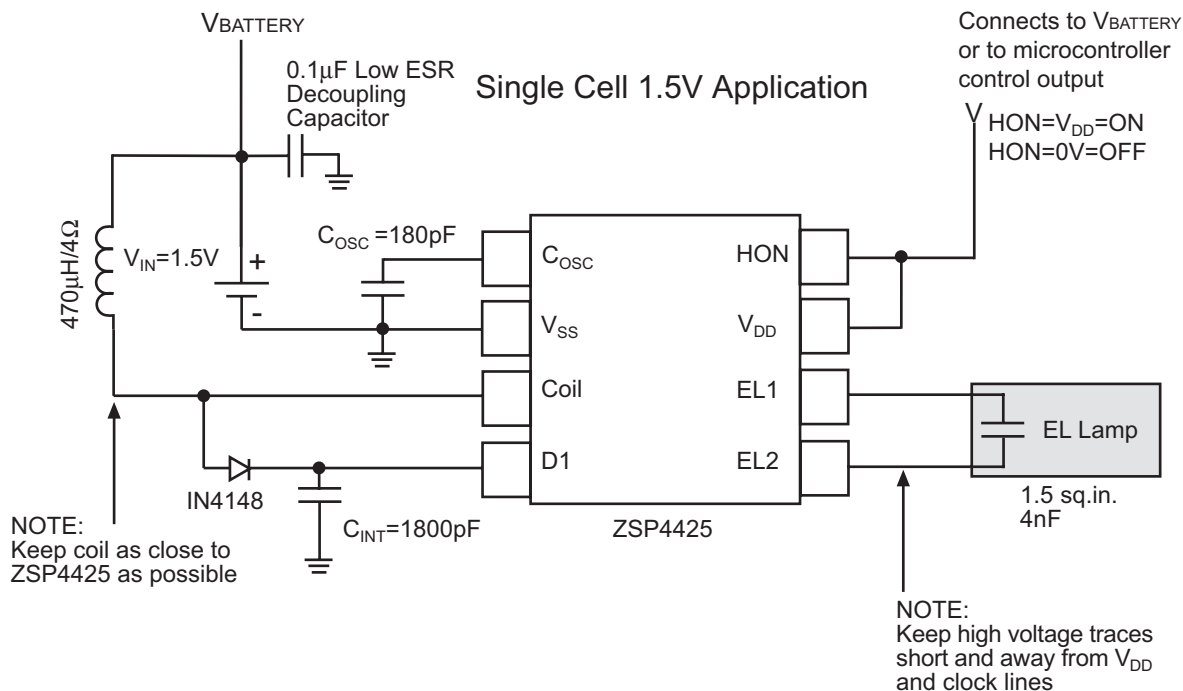 VBATTERY
0.1µF Low ESR
Decoupling
Capacitor
Single Cell 1.5V Application
Connects to VBATTERY
or to microcontroller
control output
V
HON=VDD=ON
HON=0V=OFF
470µH/4Ω
VIN=1.5V
+
-
COSC =180pF
COSC
VSS
Coil
D1
HON
VDD
EL1
EL2
ZSP4425
EL Lamp
1.5 sq.in.
4nF
IN4148
CINT=1800pF
NOTE:
Keep coil as close to
ZSP4425 as possible
NOTE:
Keep high voltage traces
short and away from VDD
and clock lines